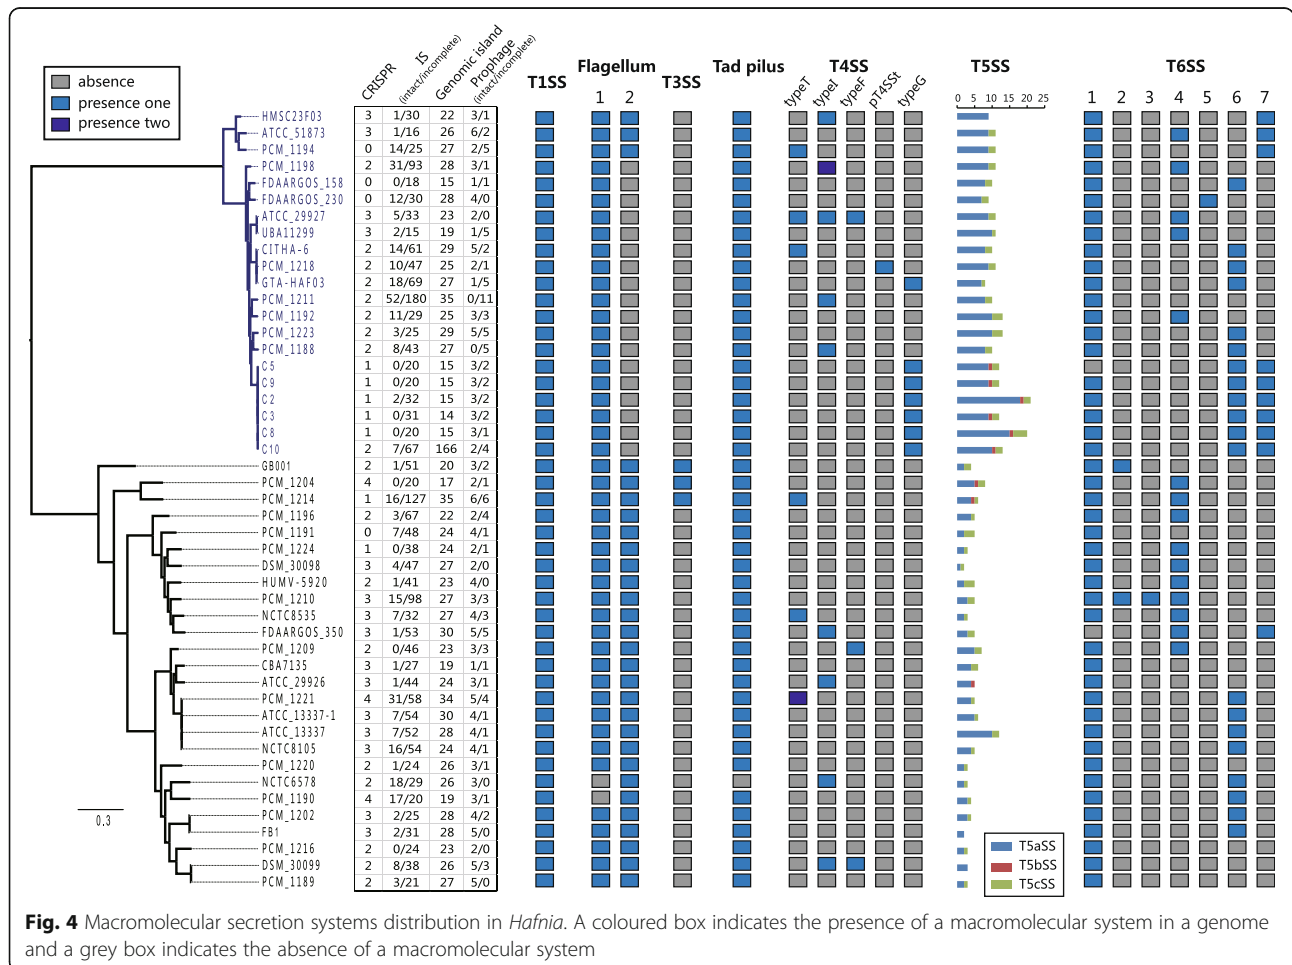 absence
presence one
presence two
CRISPR
IS
(intact/incomplete)
Genomic island
Prophage
(intact/incomplete)
T1SS
Flagellum
1 2
T3SS
Tad pilus
T4SS
typeT
typeI
typeF
pT4SSt
typeG
T5SS
0 5 10 15 20 25
T6SS
1 2 3 4 5 6 7
HMSC23F03 3 1/30 22 3/1
ATCC_51873 3 1/16 26 6/2
PCM_1194 0 14/25 27 2/5
PCM_1198 2 31/93 28 3/1
FDAARGOS_158 0 0/18 15 1/1
FDAARGOS_230 0 12/30 28 4/0
ATCC_29927 3 5/33 23 2/0
UBA11299 3 2/15 19 1/5
CITHA-6 2 14/61 29 5/2
PCM_1218 2 10/47 25 2/1
GTA-HAF03 2 18/69 27 1/5
PCM_1211 2 52/180 35 0/11
PCM_1192 2 11/29 25 3/3
PCM_1223 2 3/25 29 5/5
PCM_1188 2 8/43 27 0/5
C5 1 0/20 15 3/2
C9 1 0/20 15 3/2
C2 1 2/32 15 3/2
C3 1 0/31 14 3/2
C8 1 0/20 15 3/1
C10 2 7/67 166 2/4
GB001 2 1/51 20 3/2
PCM_1204 4 0/20 17 2/1
PCM_1214 1 16/127 35 6/6
PCM_1196 2 3/67 22 2/4
PCM_1191 0 7/48 24 4/1
PCM_1224 1 0/38 24 2/1
DSM_30098 3 4/47 27 2/0
HUMV-5920 2 1/41 23 4/0
PCM_1210 3 15/98 27 3/3
NCTC8535 3 7/32 27 4/3
FDAARGOS_350 3 1/53 30 5/5
PCM_1209 2 0/46 23 3/3
CBA7135 3 1/27 19 1/1
ATCC_29926 3 1/44 24 3/1
PCM_1221 4 31/58 34 5/4
ATCC_13337-1 3 7/54 30 4/1
ATCC_13337 3 7/52 28 4/1
NCTC8105 3 16/54 24 4/1
PCM_1220 2 1/24 26 3/1
NCTC6578 2 18/29 26 3/0
PCM_1190 4 17/20 19 3/1
PCM_1202 3 2/25 28 4/2
FB1 3 2/31 28 5/0
PCM_1216 2 0/24 23 2/0
DSM_30099 2 8/38 26 5/3
PCM_1189 2 3/21 27 5/0
0.3
T5aSS
T5bSS
T5cSS
Fig. 4 Macromolecular secretion systems distribution in Hafnia. A coloured box indicates the presence of a macromolecular system in a genome
and a grey box indicates the absence of a macromolecular system